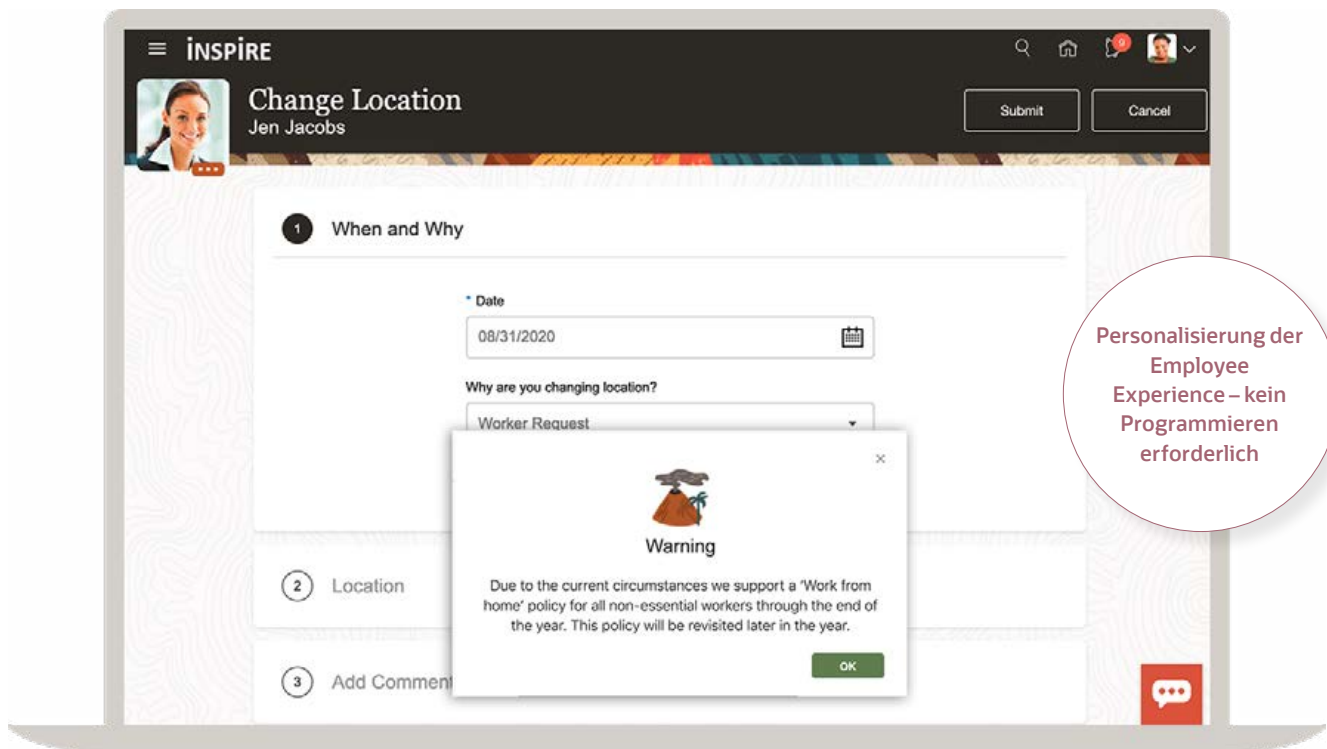 iNSPiRE
9
Change Location
Jen Jacobs
Submit
Cancel
1 When and Why
* Date
08/31/2020
Why are you changing location?
Worker Request
Personalisierung der
Employee
Experience – kein
Programmieren
erforderlich
Warning
Due to the current circumstances we support a 'Work from
home' policy for all non-essential workers through the end of
the year. This policy will be revisited later in the year.
OK
2 Location
3 Add Comment